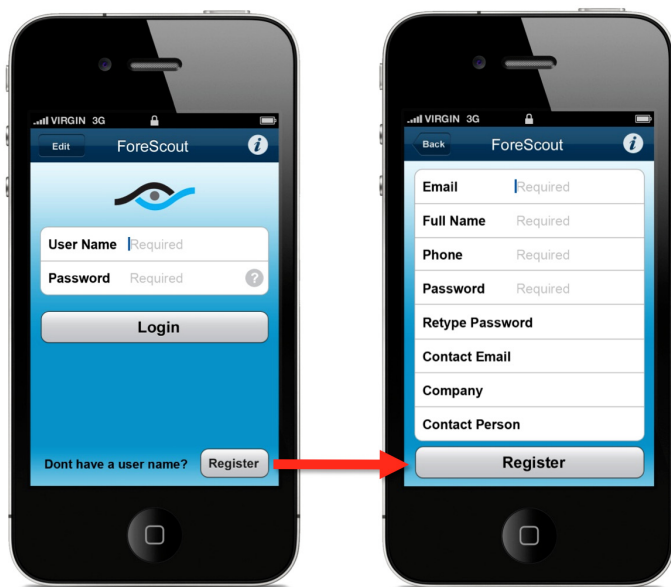 VIRGIN 3G
Edit ForeScout i
User Name Required
Password Required ?
Login
Dont have a user name? Register
VIRGIN 3G
Back ForeScout i
Email Required
Full Name Required
Phone Required
Password Required
Retype Password
Contact Email
Company
Contact Person
Register